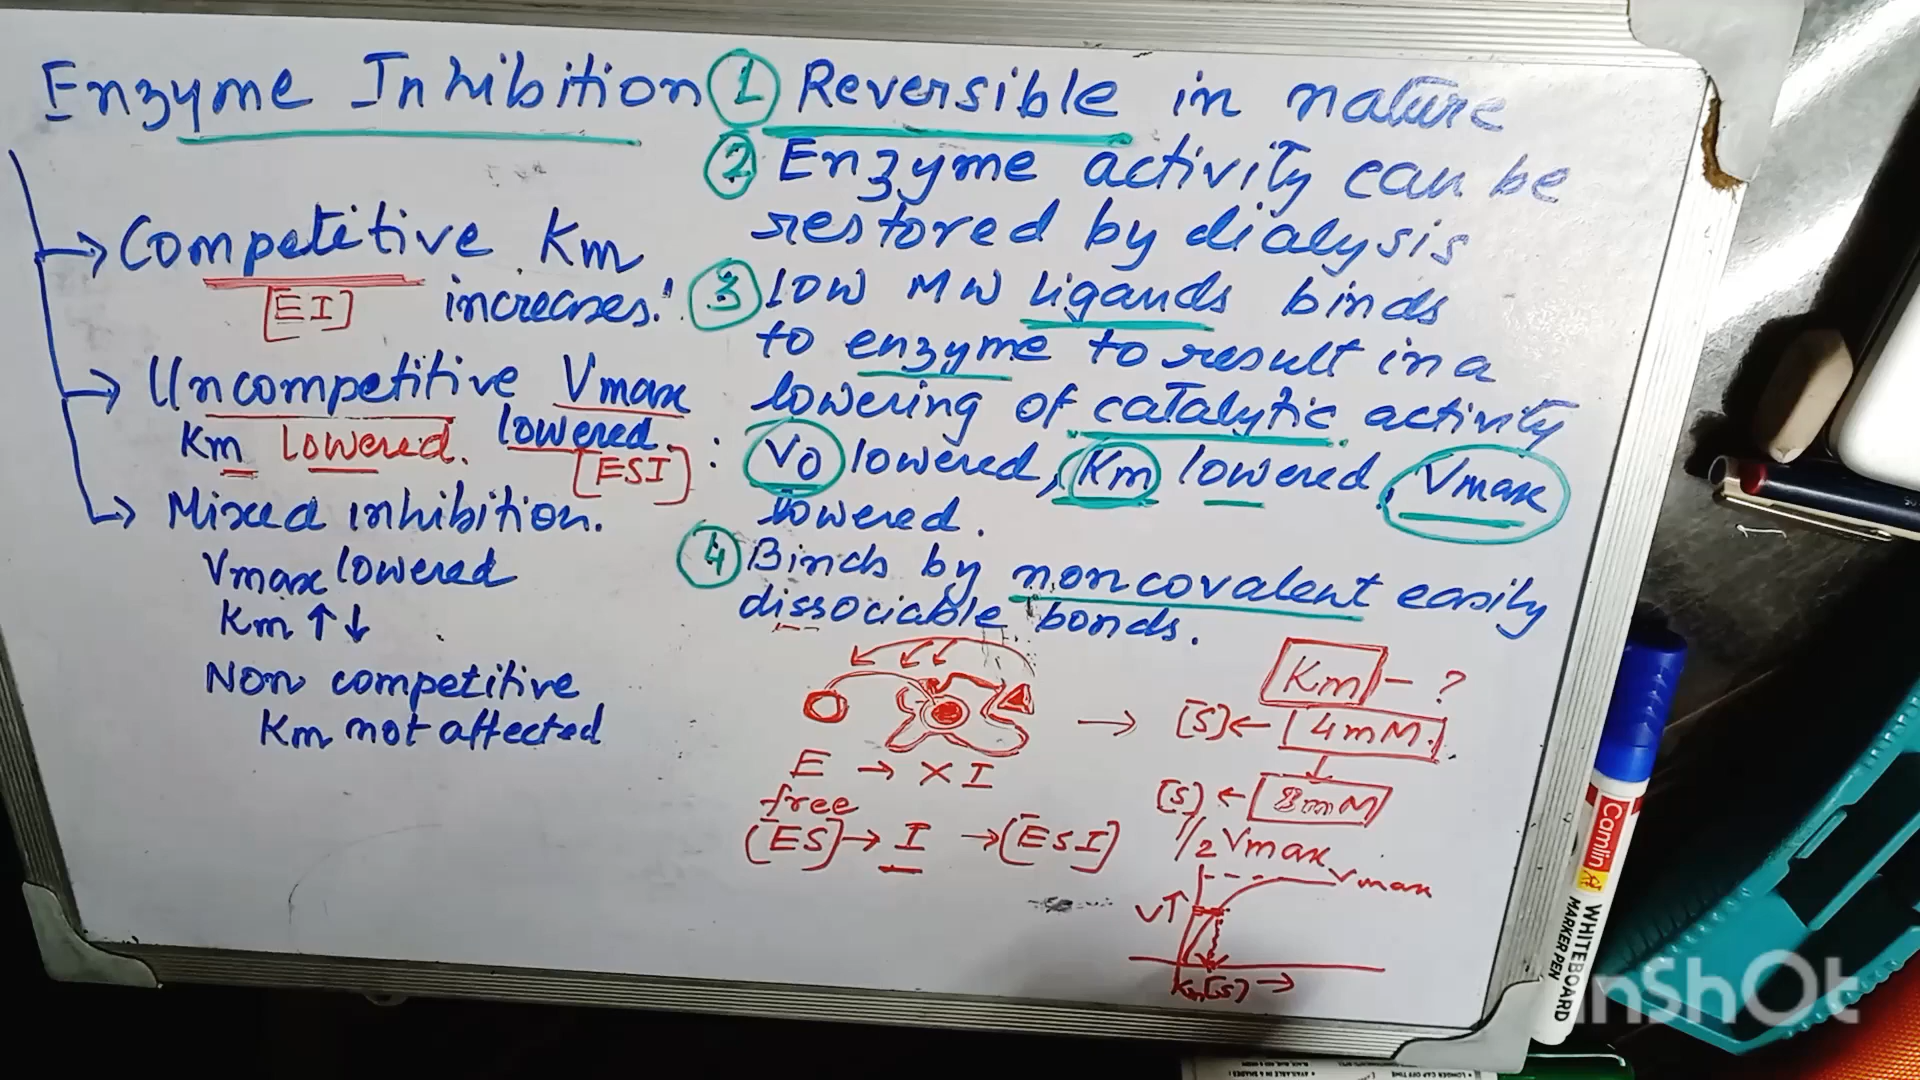 Enzyme Inhibition
Competitive Km
[EI] increases.
Uncompetitive Vmax
Km lowered. lowered.
[ESI]
Mixed inhibition.
Vmax lowered
Km ↑↓
Non competitive
Km not affected
1 Reversible in nature
2 Enzyme activity can be
restored by dialysis
3 low MW ligands binds
to enzyme to result in a
lowering of catalytic activity
: Vo lowered, Km lowered, Vmax
lowered.
4 Binds by noncovalent easily
dissociable bonds.
E → X I
free
[ES] → I → [ESI]
Km - ?
→ [S] ← 4mM.
[S] ← 8mM
1/2 Vmax
Vmax
V↑
Km [S] →
Camlin
WHITEBOARD
MARKER PEN
InShOt